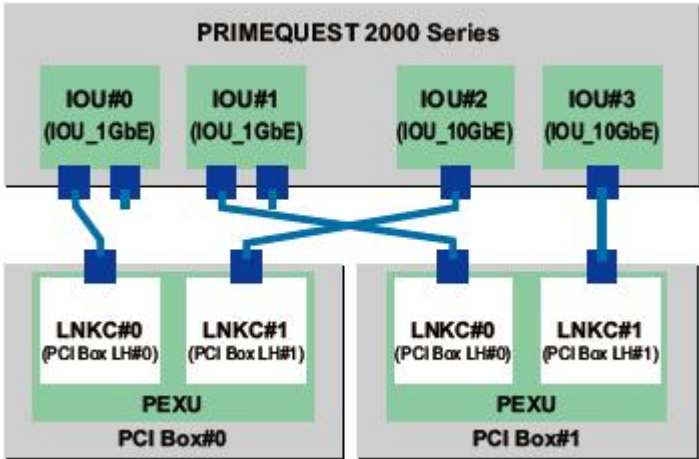 PRIMEQUEST 2000 Series
IOU#0
(IOU_1GbE)
IOU#1
(IOU_1GbE)
IOU#2
(IOU_10GbE)
IOU#3
(IOU_10GbE)
LNKC#0
(PCI Box LH#0)
LNKC#1
(PCI Box LH#1)
PEXU
PCI Box#0
LNKC#0
(PCI Box LH#0)
LNKC#1
(PCI Box LH#1)
PEXU
PCI Box#1